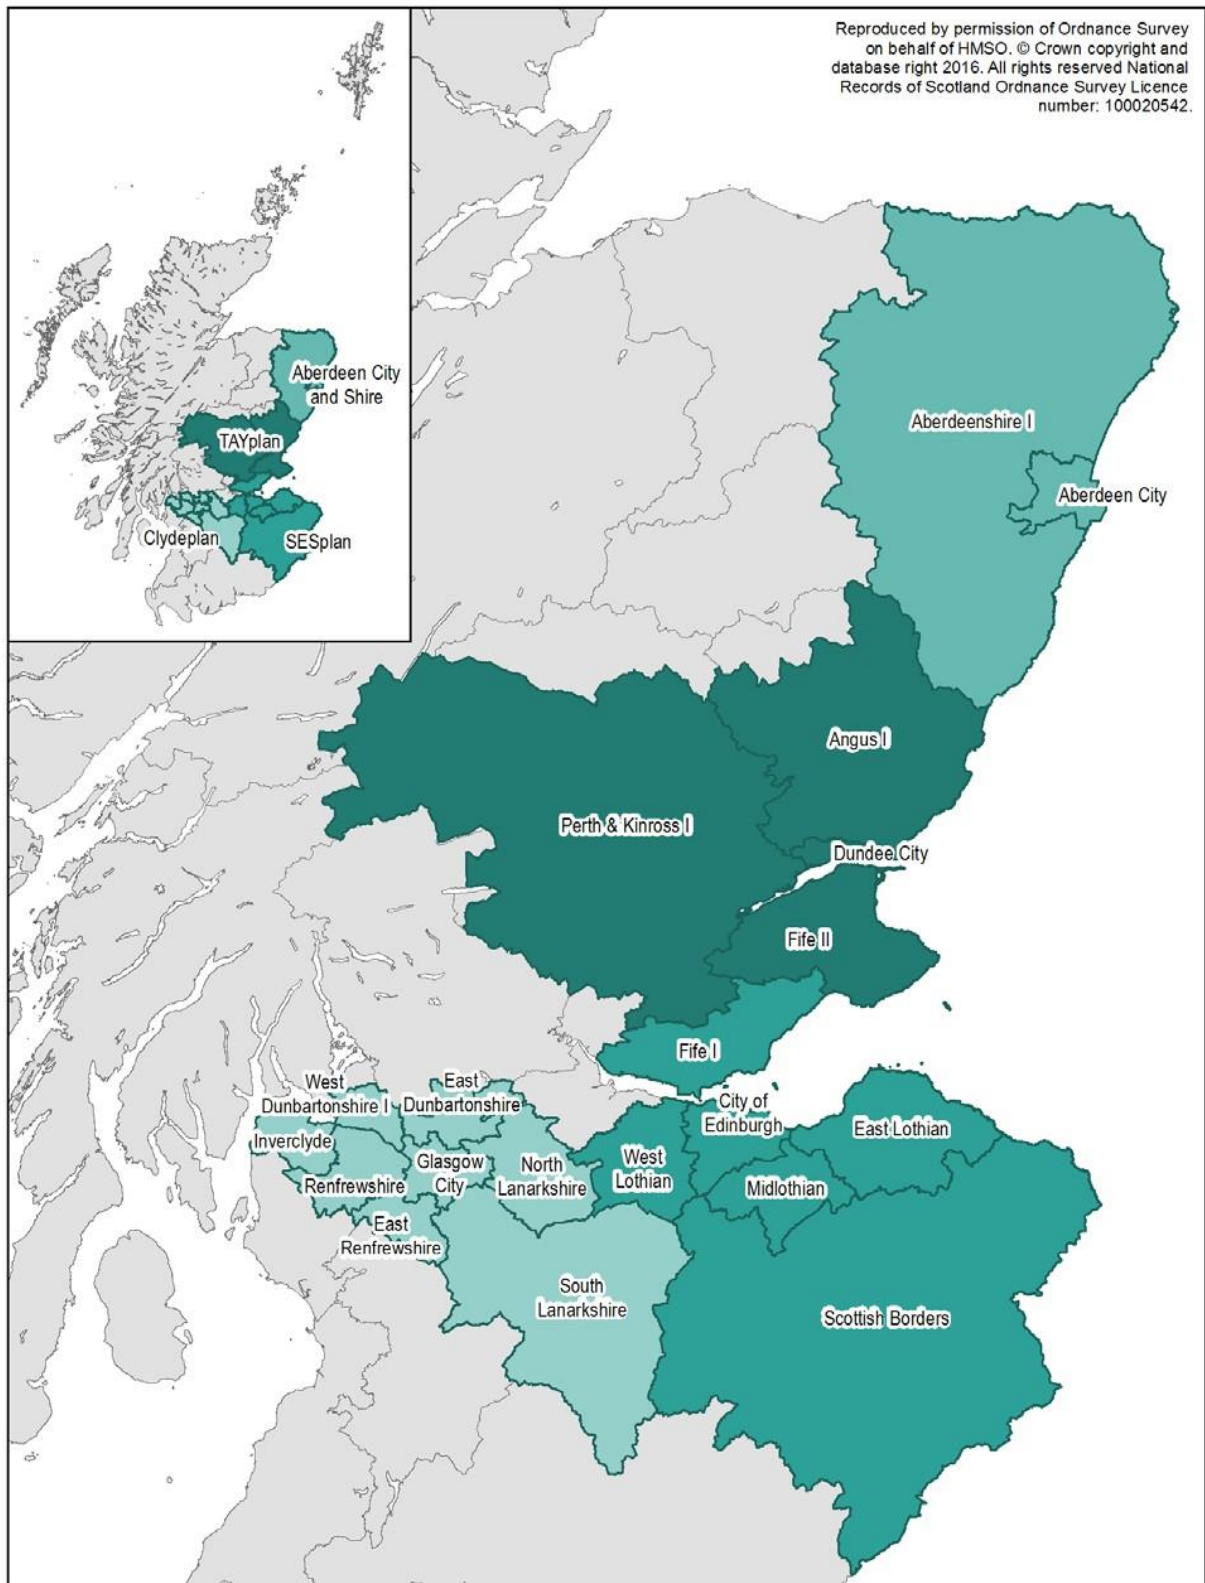 Reproduced by permission of Ordnance Survey
on behalf of HMSO. © Crown copyright and
database right 2016. All rights reserved National
Records of Scotland Ordnance Survey Licence
number: 100020542.
Aberdeen City
and Shire
TAYplan
Clydeplan
SESplan
Aberdeenshire I
Aberdeen City
Angus I
Perth & Kinross I
Dundee City
Fife II
Fife I
West
Dunbartonshire I
East
Dunbartonshire
City of
Edinburgh
East Lothian
Inverclyde
Glasgow
City
North
Lanarkshire
West
Lothian
Renfrewshire
Midlothian
East
Renfrewshire
South
Lanarkshire
Scottish Borders